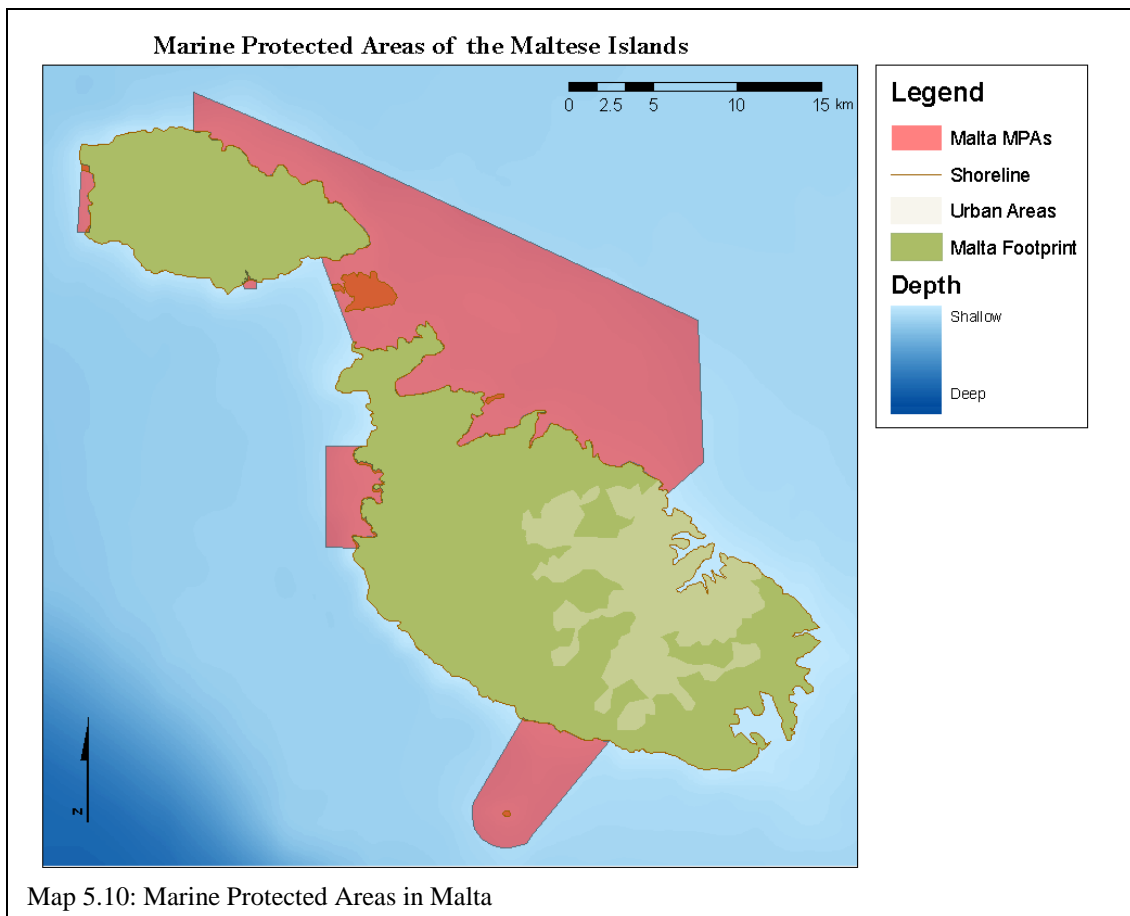 Marine Protected Areas of the Maltese Islands
0 2.5 5 10 15 km
Legend
Malta MPAs
Shoreline
Urban Areas
Malta Footprint
Depth
Shallow
Deep
N
Map 5.10: Marine Protected Areas in Malta